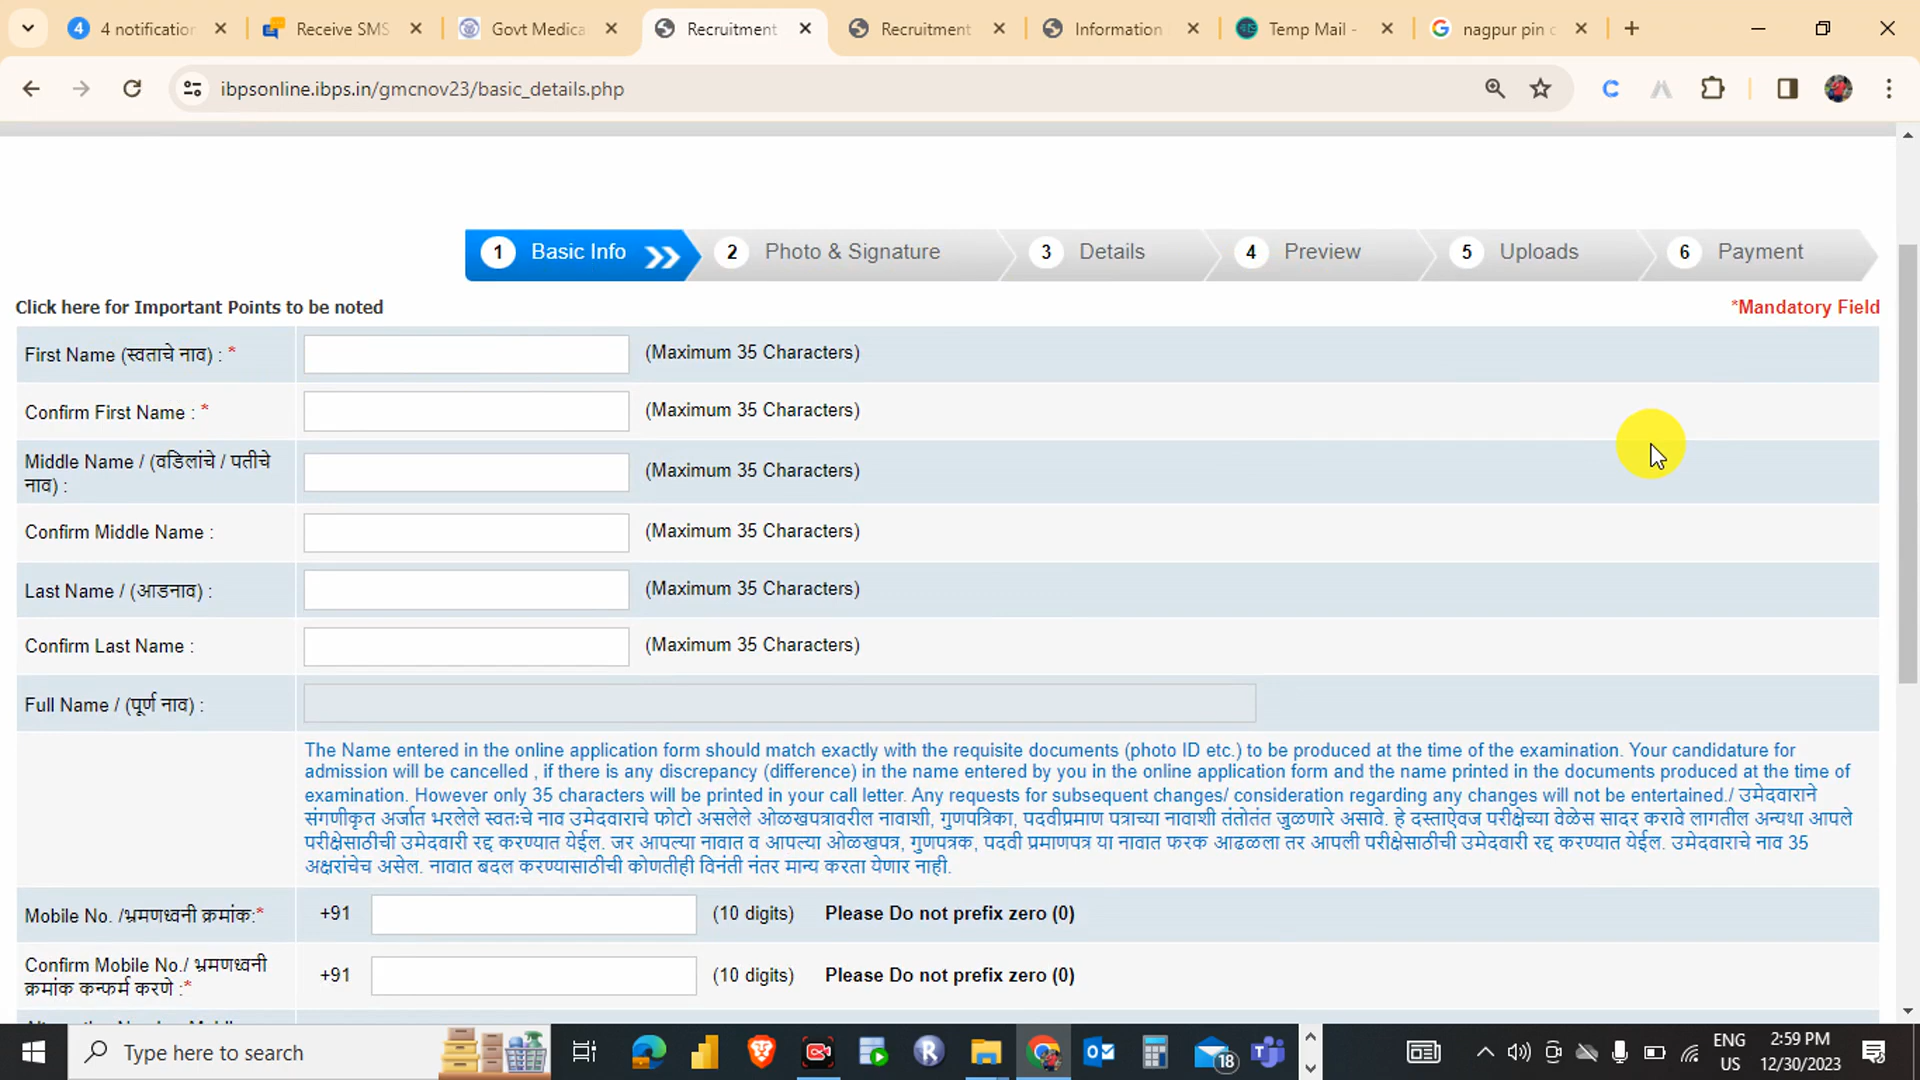 4 notification
Receive SMS
Govt Medica
Recruitment
Recruitment
Information
Temp Mail -
nagpur pin c
ibpsonline.ibps.in/gmcnov23/basic_details.php
1 Basic Info
2 Photo & Signature
3 Details
4 Preview
5 Uploads
6 Payment
Click here for Important Points to be noted
*Mandatory Field
First Name (स्वताचे नाव) : *
(Maximum 35 Characters)
Confirm First Name : *
(Maximum 35 Characters)
Middle Name / (वडिलांचे / पतीचे
नाव) :
(Maximum 35 Characters)
Confirm Middle Name :
(Maximum 35 Characters)
Last Name / (आडनाव) :
(Maximum 35 Characters)
Confirm Last Name :
(Maximum 35 Characters)
Full Name / (पूर्ण नाव) :
The Name entered in the online application form should match exactly with the requisite documents (photo ID etc.) to be produced at the time of the examination. Your candidature for
admission will be cancelled , if there is any discrepancy (difference) in the name entered by you in the online application form and the name printed in the documents produced at the time of
examination. However only 35 characters will be printed in your call letter. Any requests for subsequent changes/ consideration regarding any changes will not be entertained./ उमेदवाराने
संगणीकृत अर्जात भरलेले स्वतःचे नाव उमेदवाराचे फोटो असलेले ओळखपत्रावरील नावाशी, गुणपत्रिका, पदवीप्रमाण पत्राच्या नावाशी तंतोतंत जुळणारे असावे. हे दस्ताऐवज परीक्षेच्या वेळेस सादर करावे लागतील अन्यथा आपले
परीक्षेसाठीची उमेदवारी रद्द करण्यात येईल. जर आपल्या नावात व आपल्या ओळखपत्र, गुणपत्रक, पदवी प्रमाणपत्र या नावात फरक आढळला तर आपली परीक्षेसाठीची उमेदवारी रद्द करण्यात येईल. उमेदवाराचे नाव 35
अक्षरांचेच असेल. नावात बदल करण्यासाठीची कोणतीही विनंती नंतर मान्य करता येणार नाही.
Mobile No. /भ्रमणध्वनी क्रमांक:*
+91
(10 digits)
Please Do not prefix zero (0)
Confirm Mobile No./ भ्रमणध्वनी
क्रमांक कन्फर्म करणे :*
+91
(10 digits)
Please Do not prefix zero (0)
Type here to search
18
ENG
US
2:59 PM
12/30/2023